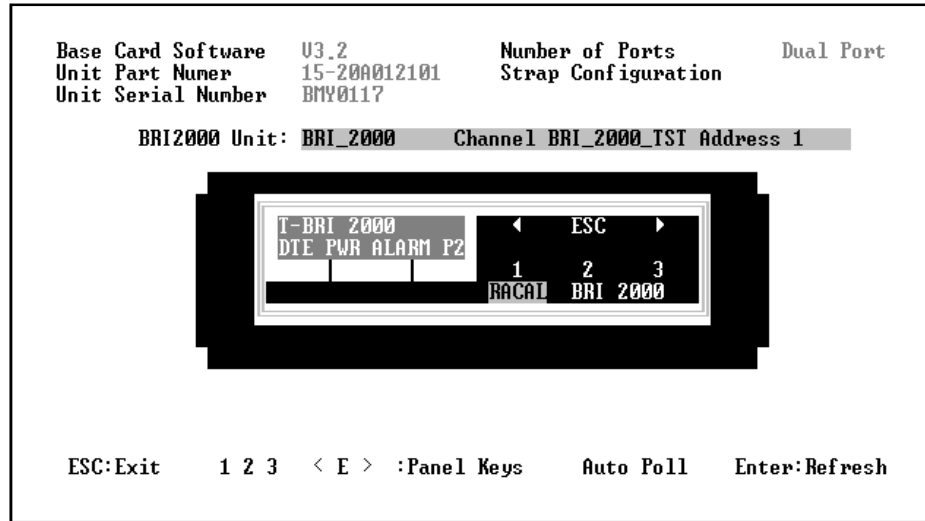 Base Card Software V3.2 Number of Ports Dual Port
Unit Part Numer 15-20A012101 Strap Configuration
Unit Serial Number BMY0117
BRI2000 Unit: BRI_2000 Channel BRI_2000_TST Address 1
T-BRI 2000
DTE PWR ALARM P2
ESC
1 2 3
RACAL BRI 2000
ESC:Exit 1 2 3 < E > :Panel Keys Auto Poll Enter:Refresh